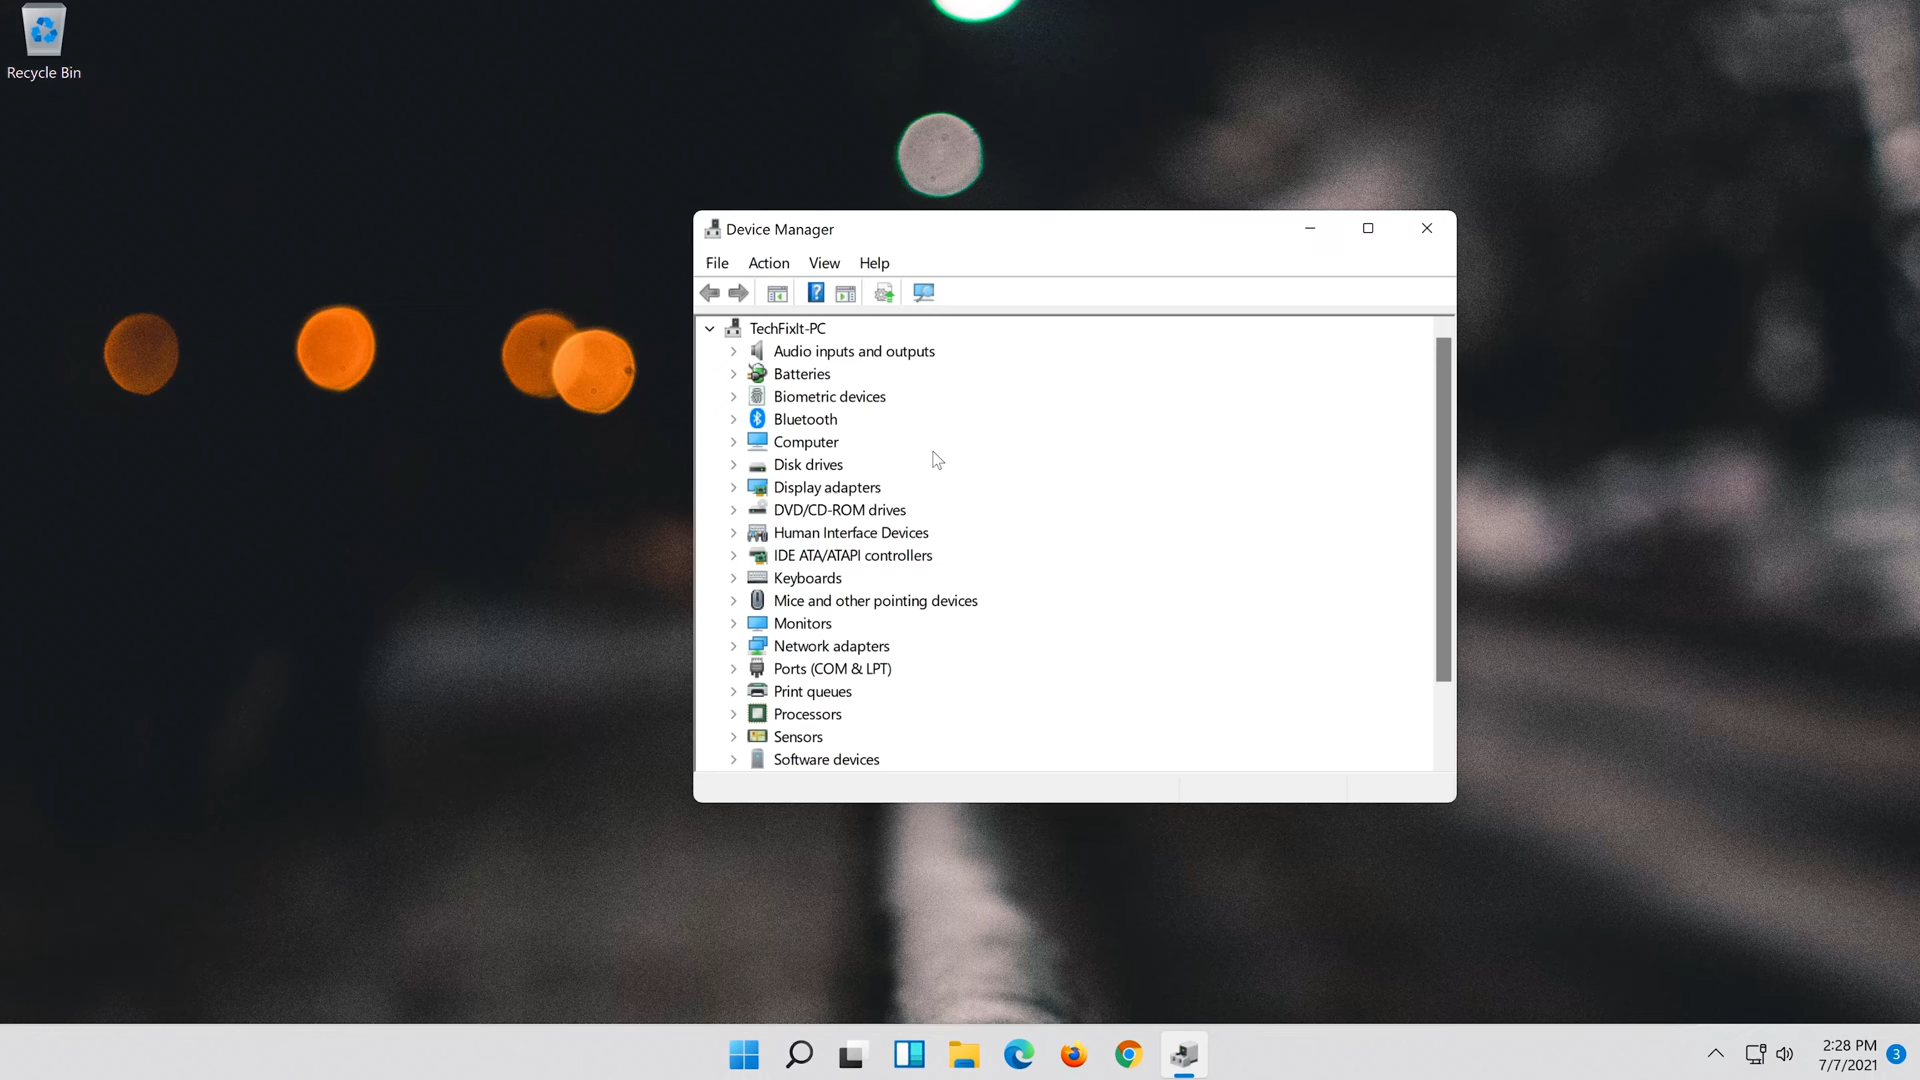 Recycle Bin
Device Manager
File Action View Help
TechFixIt-PC
Audio inputs and outputs
Batteries
Biometric devices
Bluetooth
Computer
Disk drives
Display adapters
DVD/CD-ROM drives
Human Interface Devices
IDE ATA/ATAPI controllers
Keyboards
Mice and other pointing devices
Monitors
Network adapters
Ports (COM & LPT)
Print queues
Processors
Sensors
Software devices
2:28 PM
7/7/2021
3